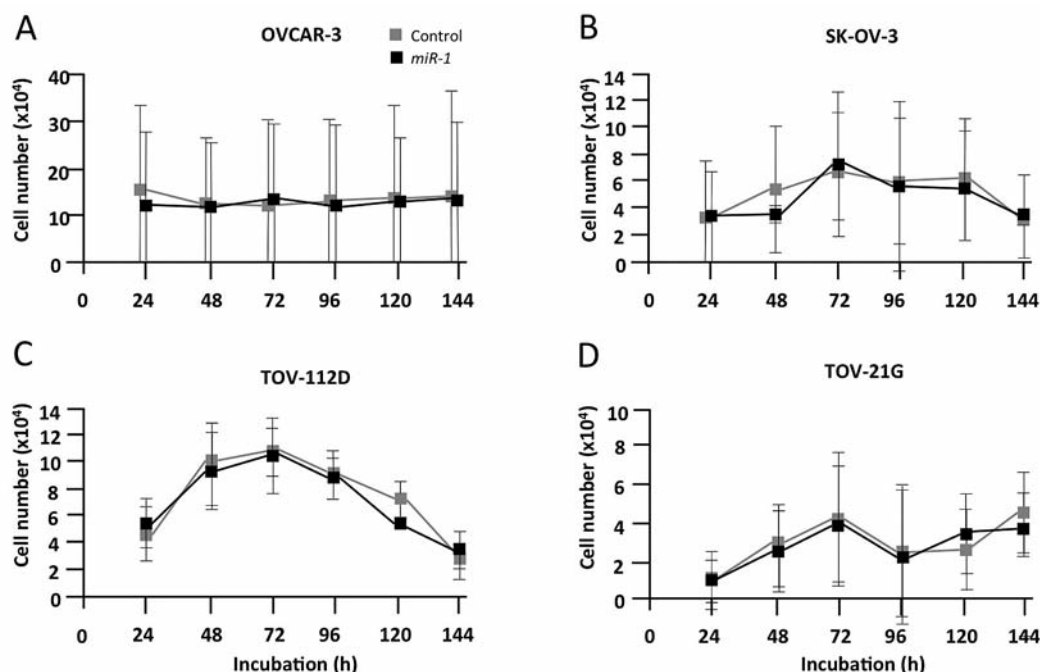 A
OVCAR-3
Control
miR-1
Cell number (x10⁴)
40
30
20
10
0
0 24 48 72 96 120 144
B
SK-OV-3
Cell number (x10⁴)
14
12
10
8
6
4
2
0
0 24 48 72 96 120 144
C
TOV-112D
Cell number (x10⁴)
14
12
10
8
6
4
2
0
0 24 48 72 96 120 144
Incubation (h)
D
TOV-21G
Cell number (x10⁴)
10
8
6
4
2
0
0 24 48 72 96 120 144
Incubation (h)